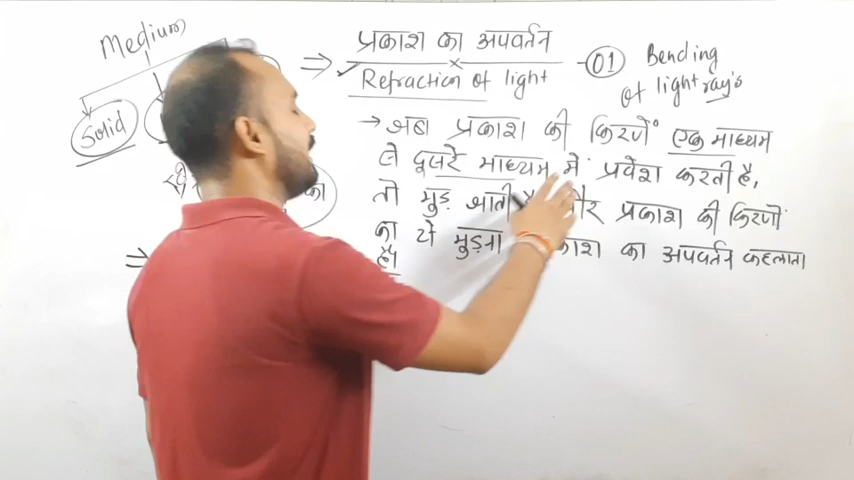 Medium
Solid
⇒ प्रकाश का अपवर्तन
Refraction of light
01
Bending
of light ray's
→ जब प्रकाश की किरणें एक माध्यम
से दूसरे माध्यम में प्रवेश करती है,
तो मुड़ जाती और प्रकाश की किरणों
का ये मुड़ना का अपवर्तन कहलाता
है।